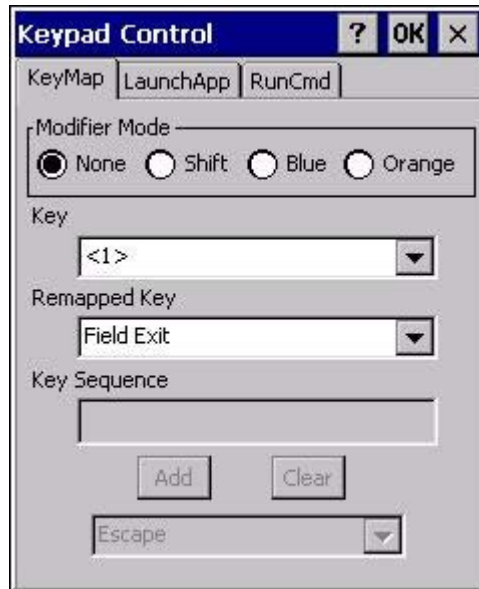 Keypad Control ? OK ×
KeyMap LaunchApp RunCmd
Modifier Mode
None Shift Blue Orange
Key
<1>
Remapped Key
Field Exit
Key Sequence
Add Clear
Escape